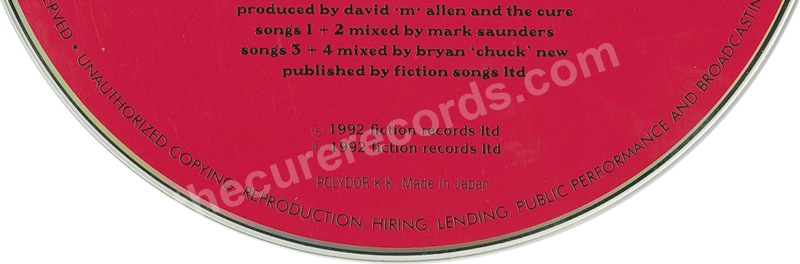 produced by david ·m· allen and the cure
songs 1 + 2 mixed by mark saunders
songs 3 + 4 mixed by bryan 'chuck' new
published by fiction songs ltd
℗ 1992 fiction records ltd
© 1992 fiction records ltd
POLYDOR K.K., Made in Japan
ERVED · UNAUTHORIZED COPYING, REPRODUCTION, HIRING, LENDING, PUBLIC PERFORMANCE AND BROADCASTING
thecurerecords.com